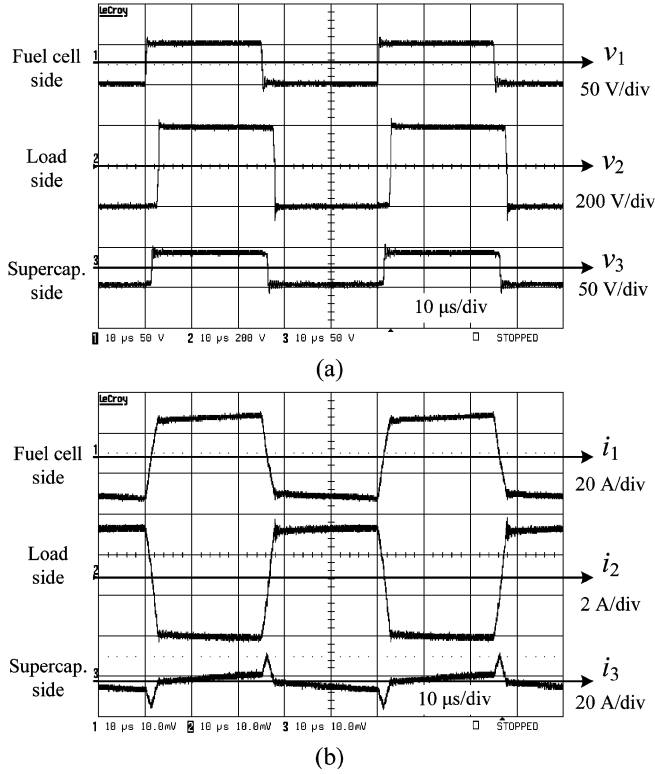 LeCroy
Fuel cell
side
1
v1
50 V/div
Load
side
2
v2
200 V/div
Supercap.
side
3
v3
50 V/div
10 µs/div
1 10 µs 50 V 2 10 µs 200 V 3 10 µs 50 V STOPPED
(a)
LeCroy
Fuel cell
side
1
i1
20 A/div
Load
side
2
i2
2 A/div
Supercap.
side
3
i3
20 A/div
10 µs/div
1 10 µs 10.0mV 2 10 µs 10.0mV 3 10 µs 10.0mV STOPPED
(b)